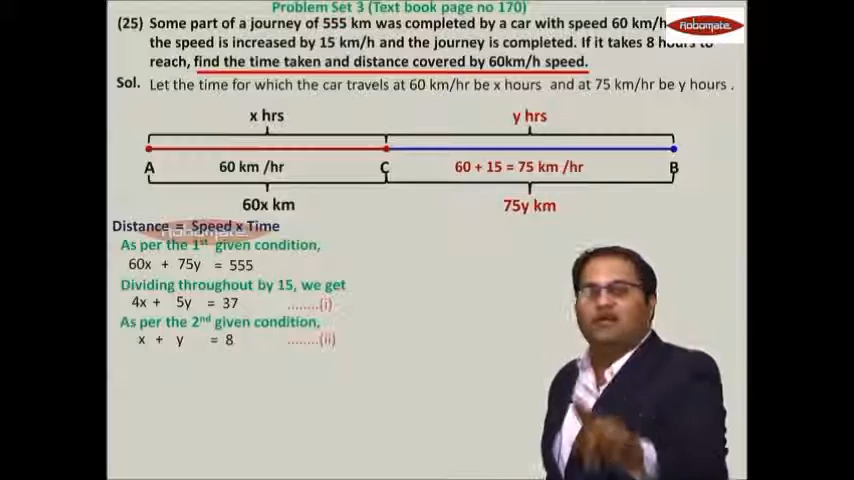 Problem Set 3 (Text book page no 170)
(25) Some part of a journey of 555 km was completed by a car with speed 60 km/h
Robomate
the speed is increased by 15 km/h and the journey is completed. If it takes 8 hours to
reach, find the time taken and distance covered by 60km/h speed.
Sol. Let the time for which the car travels at 60 km/hr be x hours and at 75 km/hr be y hours .
x hrs y hrs
A 60 km /hr C 60 + 15 = 75 km /hr B
60x km 75y km
Distance = Speed x Time
Robomate
As per the 1st given condition,
60x + 75y = 555
Dividing throughout by 15, we get
4x + 5y = 37 ........(i)
As per the 2nd given condition,
x + y = 8 ........(ii)